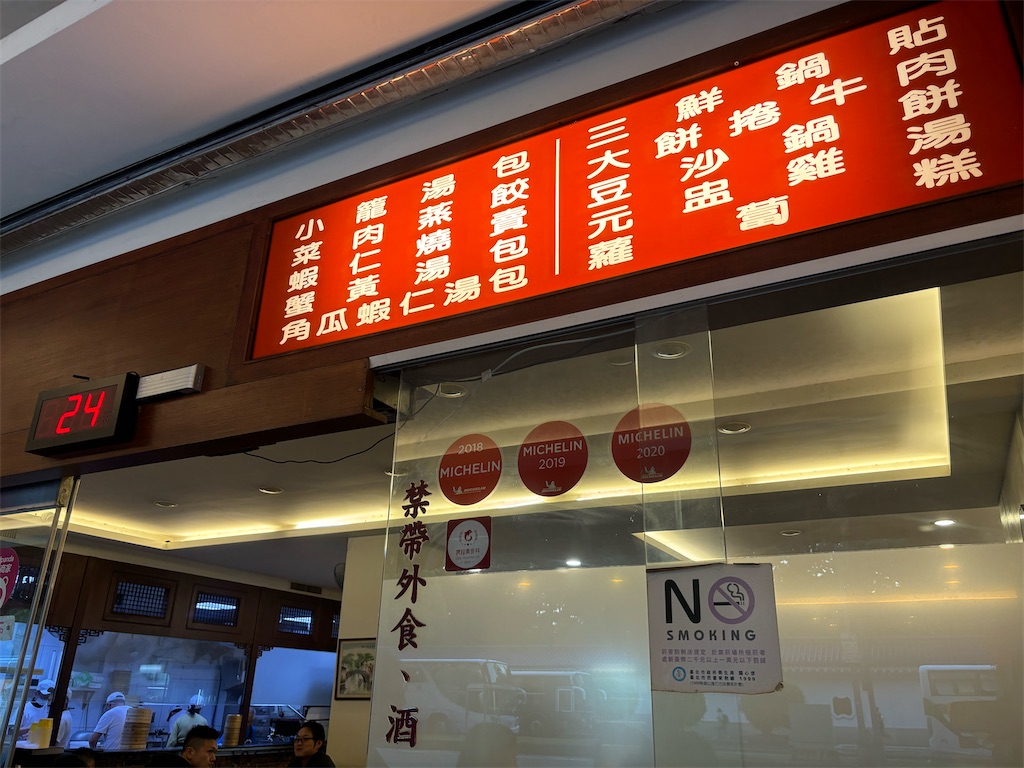 小籠湯包
菜肉蒸餃
蝦仁燒賣
蟹黃湯包
角瓜蝦仁湯包
三鮮鍋貼
大餅捲牛肉
豆沙鍋餅
元盅雞湯
蘿蔔糕
24
2018
MICHELIN
MICHELIN
2019
MICHELIN
2020
禁帶外食、酒
NO
SMOKING